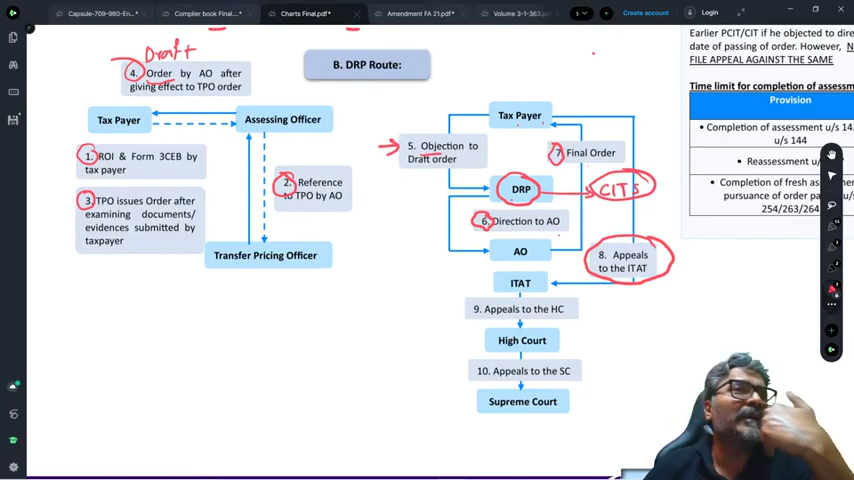 Capsule-709-960-En...*
Compiler book Final...*
Charts Final.pdf*
Amendment FA 21.pdf*
Volume 3-1-363.pdf*
5
Create account
Login
Draft
4. Order by AO after
giving effect to TPO order
B. DRP Route:
Tax Payer
Assessing Officer
1. ROI & Form 3CEB by
tax payer
2. Reference
to TPO by AO
3. TPO issues Order after
examining documents/
evidences submitted by
taxpayer
Transfer Pricing Officer
Tax Payer
5. Objection to
Draft order
7. Final Order
DRP
CITs
6. Direction to AO
AO
8. Appeals
to the ITAT
ITAT
9. Appeals to the HC
High Court
10. Appeals to the SC
Supreme Court
Earlier PCIT/CIT if he objected to dire
date of passing of order. However, N
FILE APPEAL AGAINST THE SAME
Time limit for completion of assessm
Provision
• Completion of assessment u/s 143
u/s 144
• Reassessment u/s
• Completion of fresh asse
pursuance of order pa
254/263/264